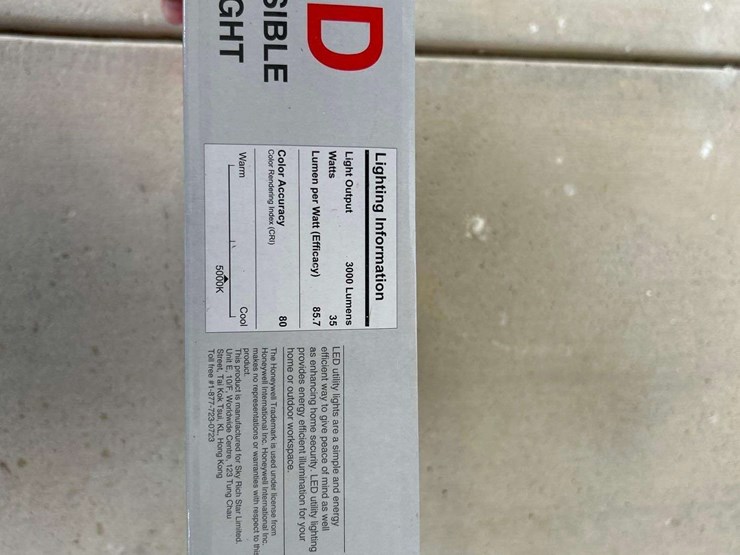 D
SIBLE
GHT
Lighting Information
Light Output 3000 Lumens
Watts 35
Lumen per Watt (Efficacy) 85.7
Color Accuracy
Color Rendering Index (CRI) 80
Warm Cool
5000K
LED utility lights are a simple and energy
efficient way to give peace of mind as well
as enhancing home security. LED utility lighting
provides energy efficient illumination for your
home or outdoor workspace.
The Honeywell Trademark is used under license from
Honeywell International Inc. Honeywell International Inc.
makes no representations or warranties with respect to this
product.
This product is manufactured for Sky Rich Star Limited.
Unit E, 10/F, Worldwide Centre, 123 Tung Chau
Street, Tai Kok Tsui, KL, Hong Kong
Toll free #1-877-723-0723